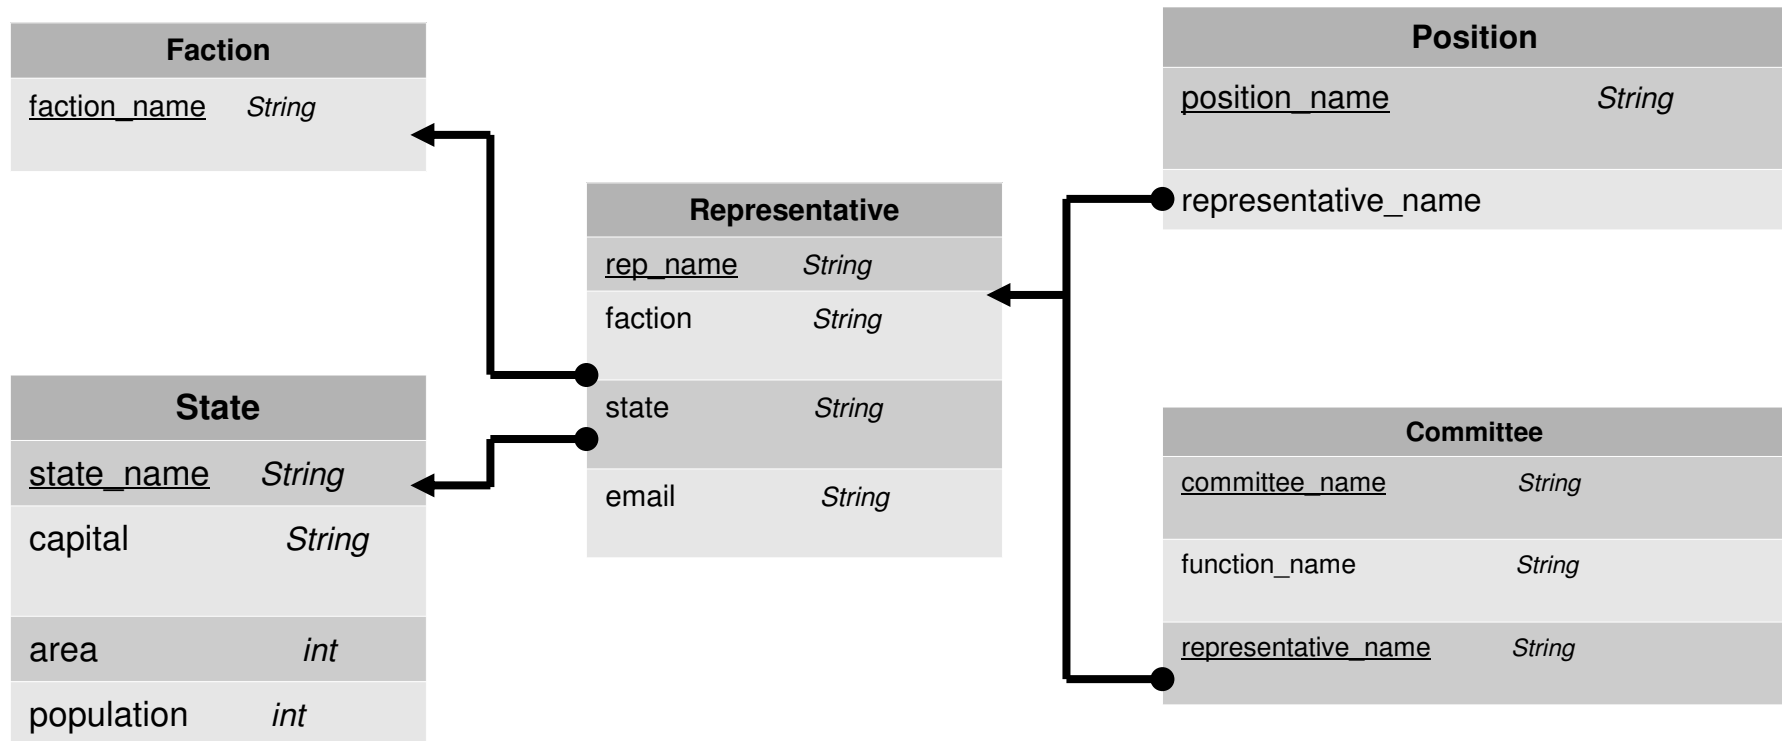 Faction
faction_name String
State
state_name String
capital String
area int
population int
Representative
rep_name String
faction String
state String
email String
Position
position_name String
representative_name
Committee
committee_name String
function_name String
representative_name String